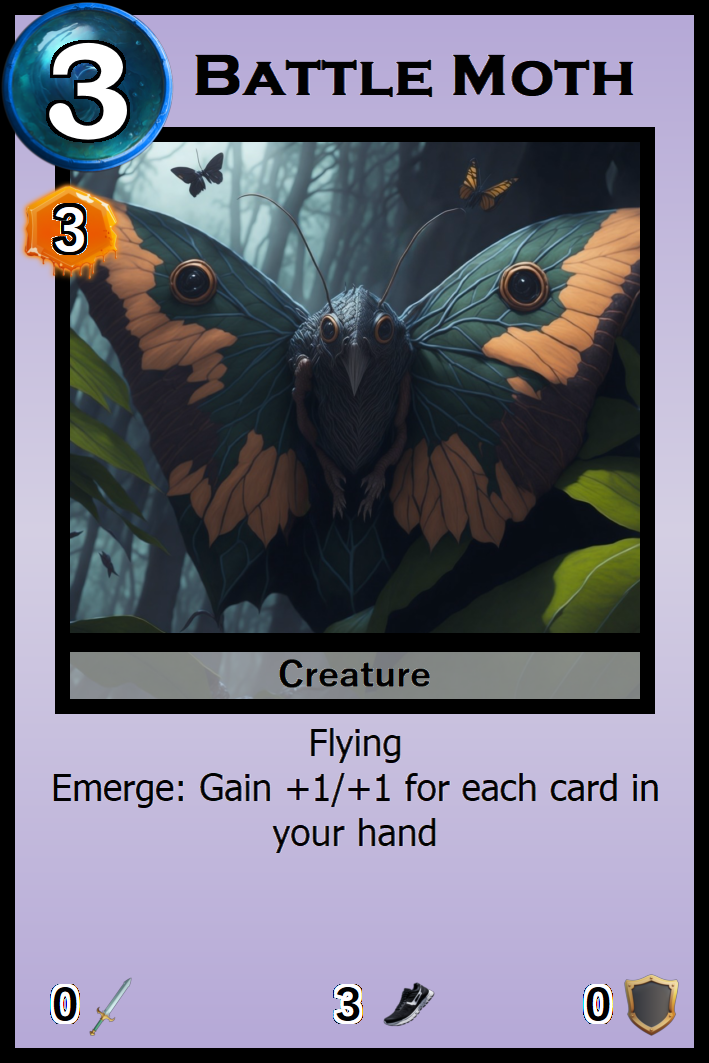 3
Battle Moth
3
Creature
Flying
Emerge: Gain +1/+1 for each card in
your hand
0 3 0